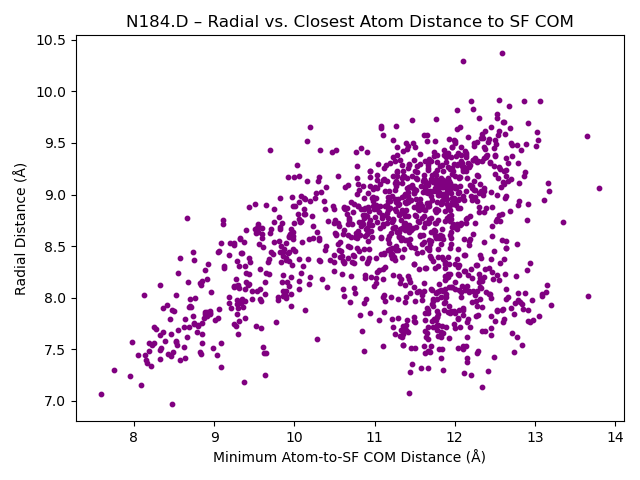 N184.D – Radial vs. Closest Atom Distance to SF COM
10.5
10.0
9.5
9.0
8.5
8.0
7.5
7.0
Radial Distance (Å)
8 9 10 11 12 13 14
Minimum Atom-to-SF COM Distance (Å)